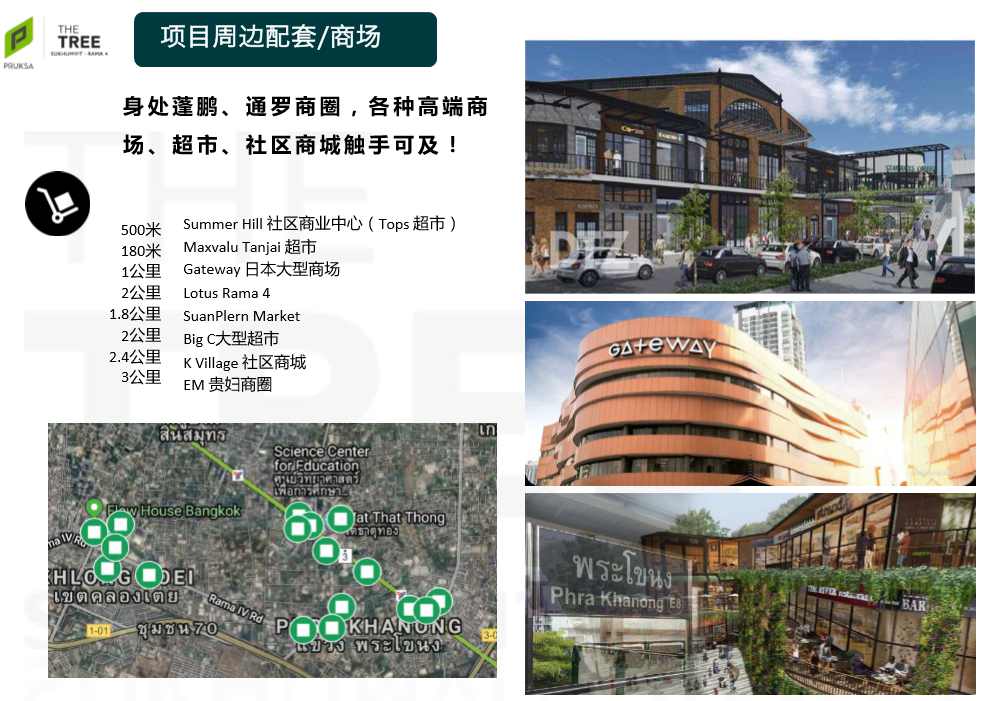 PRUKSA
THE
TREE
SUKHUMVIT - RAMA 4
项目周边配套/商场
身处蓬鹏、通罗商圈，各种高端商
场、超市、社区商城触手可及！
500米 Summer Hill 社区商业中心（Tops 超市）
180米 Maxvalu Tanjai 超市
1公里 Gateway 日本大型商场
2公里 Lotus Rama 4
1.8公里 SuanPlern Market
2公里 Big C大型超市
2.4公里 K Village 社区商城
3公里 EM 贵妇商圈
สินสมุทร
Science Center
for Education
ศูนย์วิทยาศาสตร์
เพื่อการศึกษา...
Flow House Bangkok
at That Thong
ดธาตุทอง
ma IV Rd
3
KHLONG TOEI
เขตคลองเตย
Rama IV Rd
1-01
ชุมชน70
PHRA KHANONG
แขวง พระโขนง
3-0
DTZ
GATEWAY
พระโขนง
Phra Khanong E8
THE RIVER
BAR